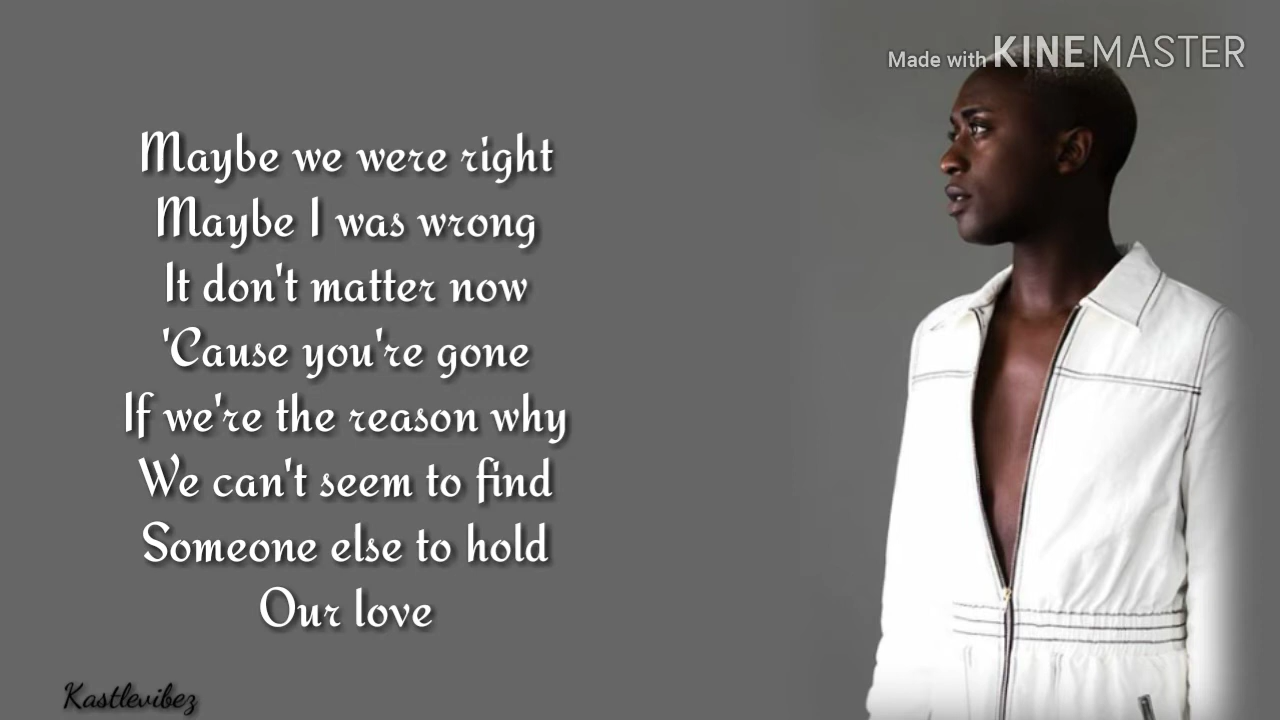 Made with KINEMASTER
Maybe we were right
Maybe I was wrong
It don't matter now
'Cause you're gone
If we're the reason why
We can't seem to find
Someone else to hold
Our love
Kastlevibez